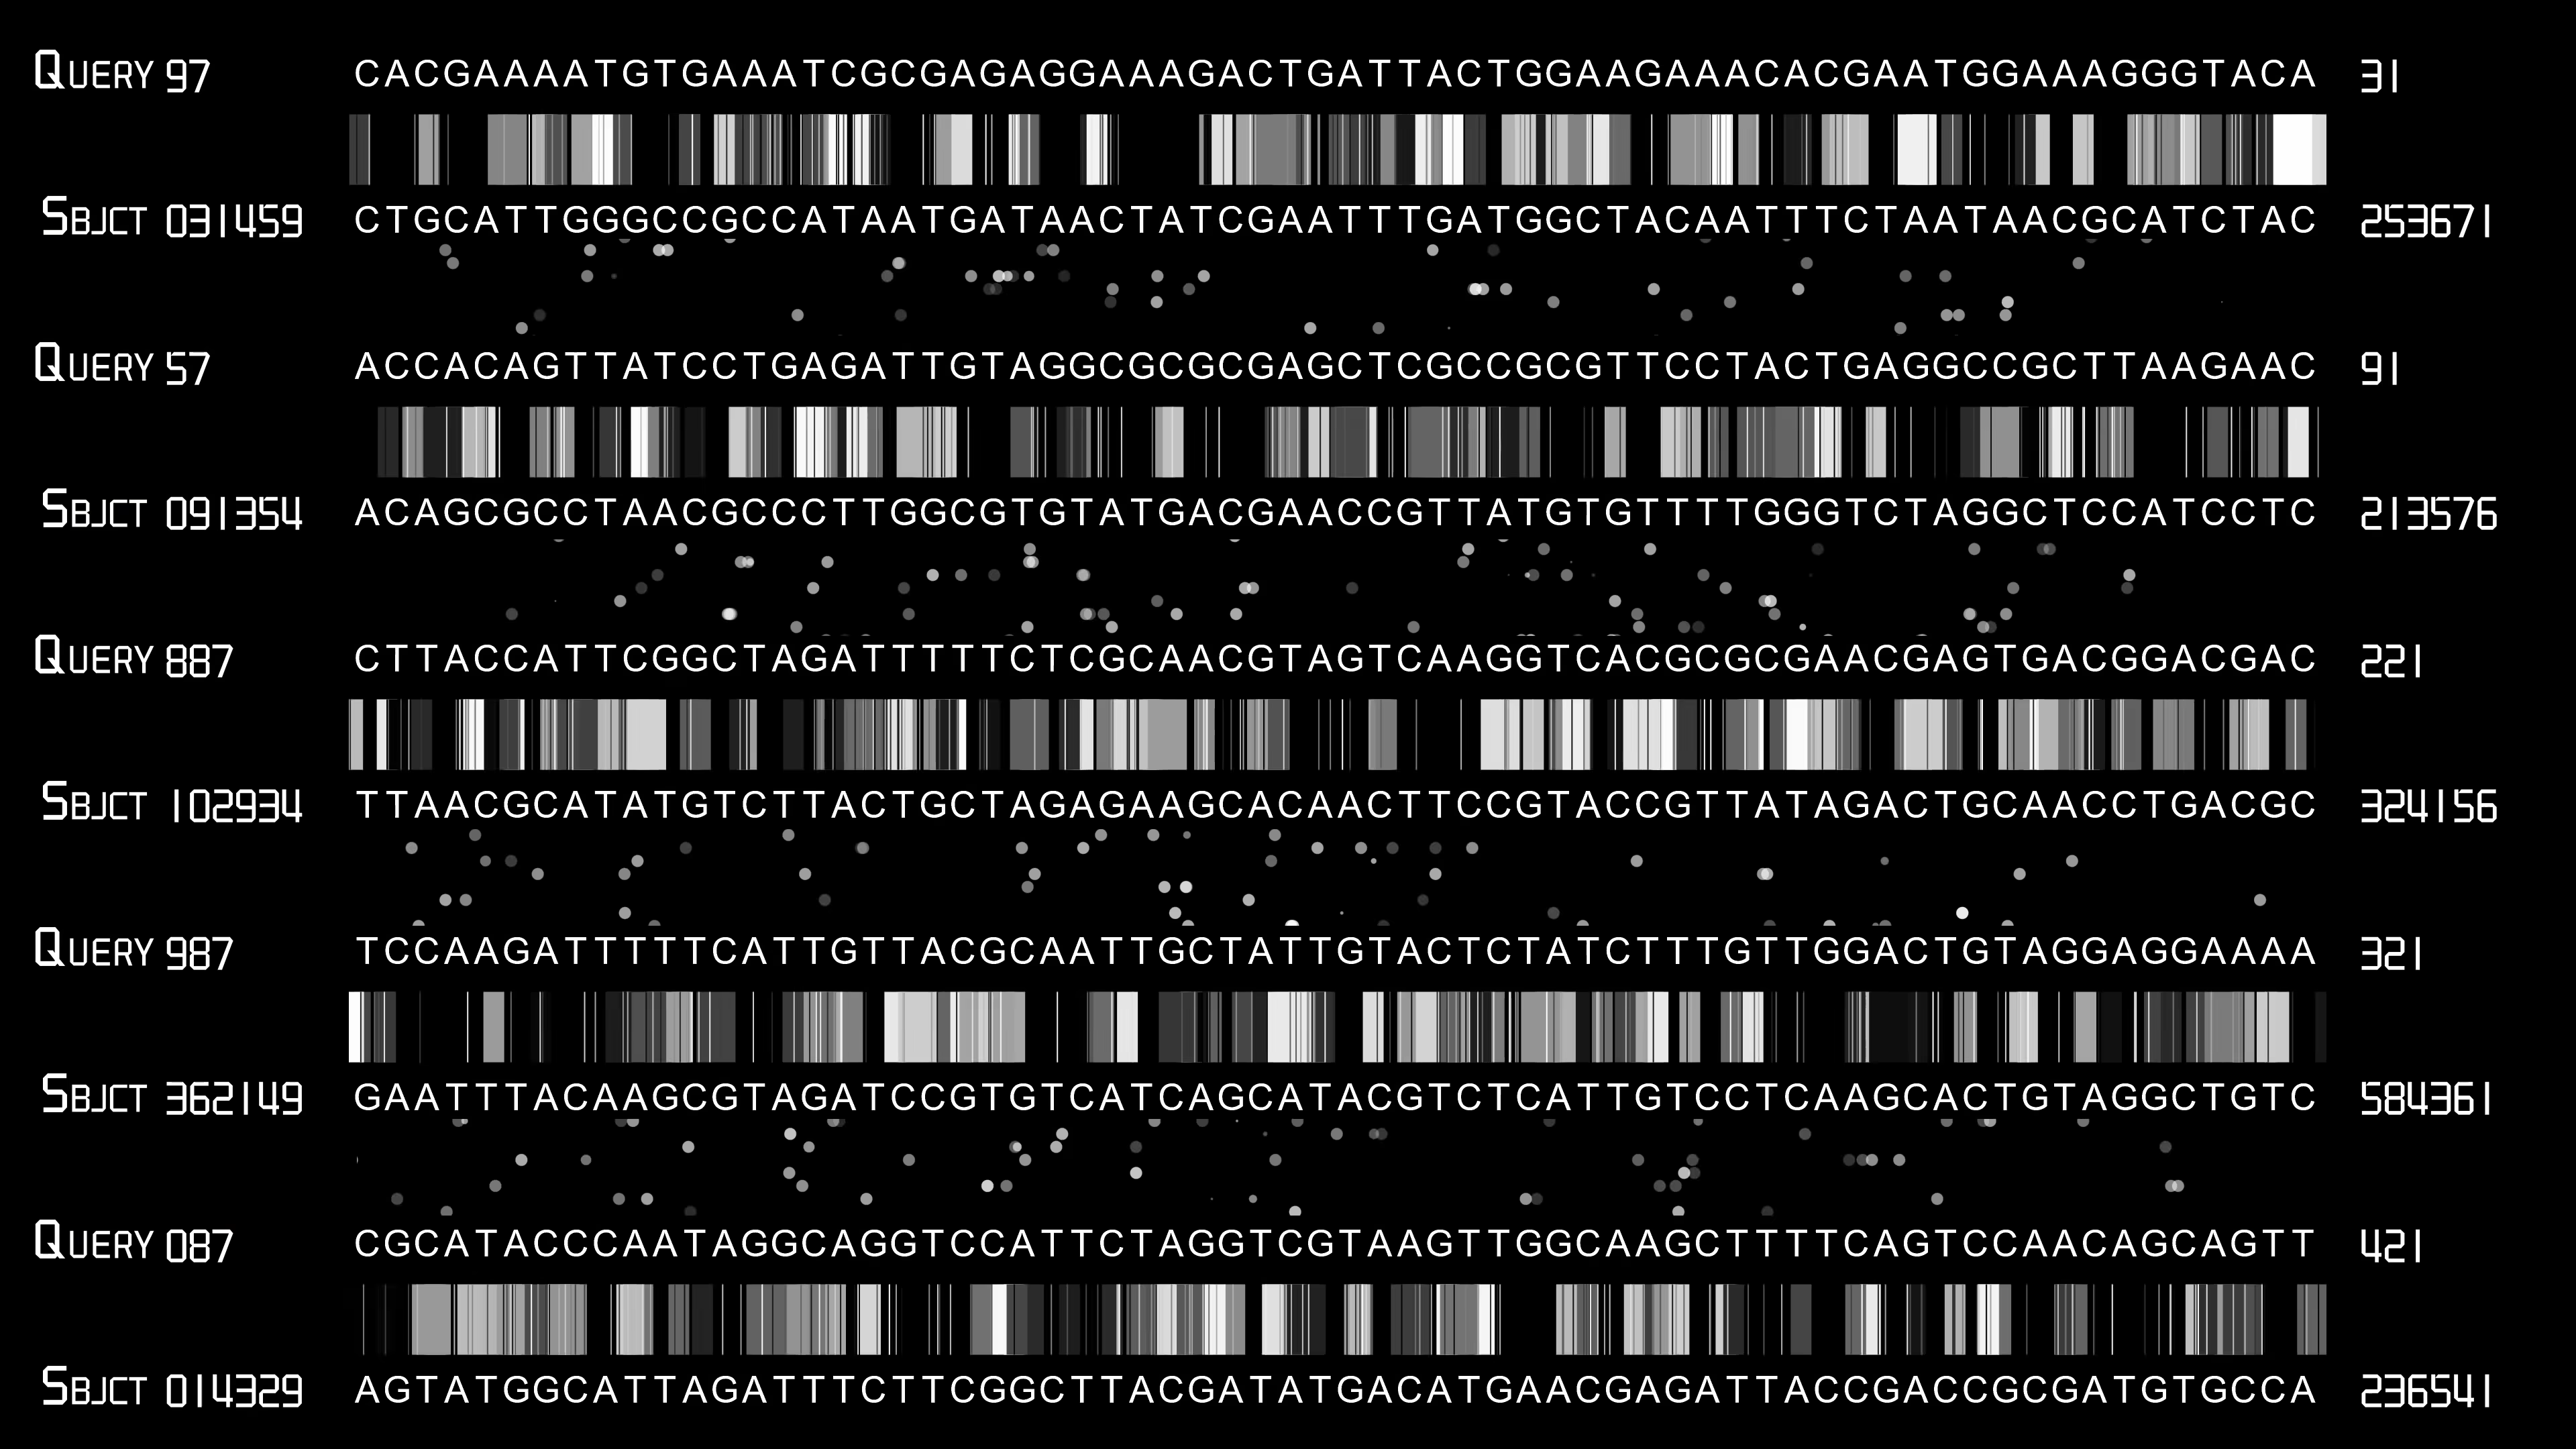 Query 97 CACGAAAATGTGAAATCGCGAGAGGAAAGACTGATTACTGGAAGAAACACGAATGGAAAGGGTACA 31
Sbjct 031459 CTGCATTGGGCCGCCATAATGATAACTATCGAATTTGATGGCTACAATTTCTAATAACGCATCTAC 253671
Query 57 ACCACAGTTATCCTGAGATTGTAGGCGCGCGAGCTCGCCGCGTTCCTACTGAGGCCGCTTAAGAAC 91
Sbjct 091354 ACAGCGCCTAACGCCCTTGGCGTGTATGACGAACCGTTATGTGTTTTGGGTCTAGGCTCCATCCTC 213576
Query 887 CTTACCATTCGGCTAGATTTTTCTCGCAACGTAGTCAAGGTCACGCGCGAACGAGTGACGGACGAC 221
Sbjct 102934 TTAACGCATATGTCTTACTGCTAGAGAAGCACAACTTCCGTACCGTTATAGACTGCAACCTGACGC 324156
Query 987 TCCAAGATTTTTCATTGTTACGCAATTGCTATTGTACTCTATCTTTGTTGGACTGTAGGAGGAAAA 321
Sbjct 362149 GAATTTACAAGCGTAGATCCGTGTCATCAGCATACGTCTCATTGTCCTCAAGCACTGTAGGCTGTC 584361
Query 087 CGCATACCCAATAGGCAGGTCCATTCTAGGTCGTAAGTTGGCAAGCTTTTCAGTCCAACAGCAGTT 421
Sbjct 014329 AGTATGGCATTAGATTTCTTCGGCTTACGATATGACATGAACGAGATTACCGACCGCGATGTGCCA 236541